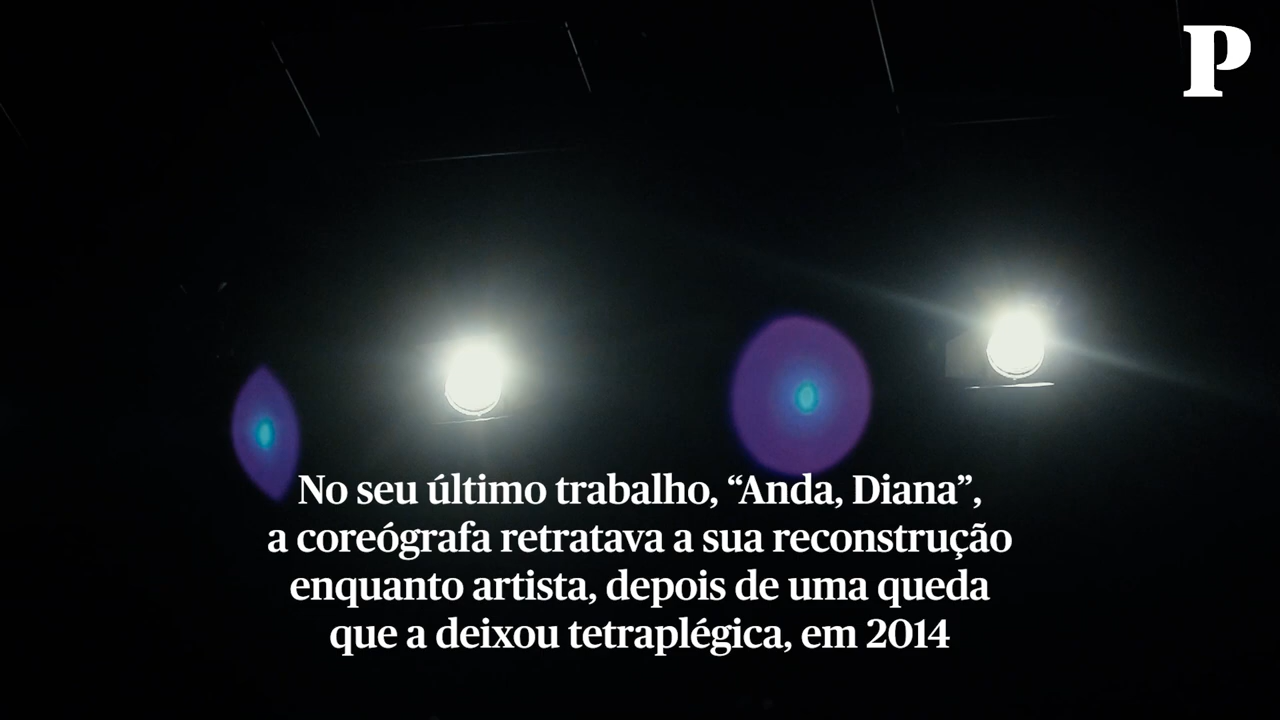 P
No seu último trabalho, “Anda, Diana”,
a coreógrafa retratava a sua reconstrução
enquanto artista, depois de uma queda
que a deixou tetraplégica, em 2014